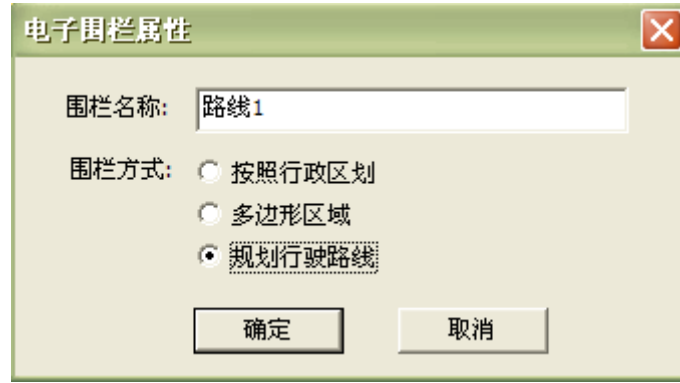 电子围栏属性
围栏名称: 路线1
围栏方式: 按照行政区划
多边形区域
规划行驶路线
确定 取消